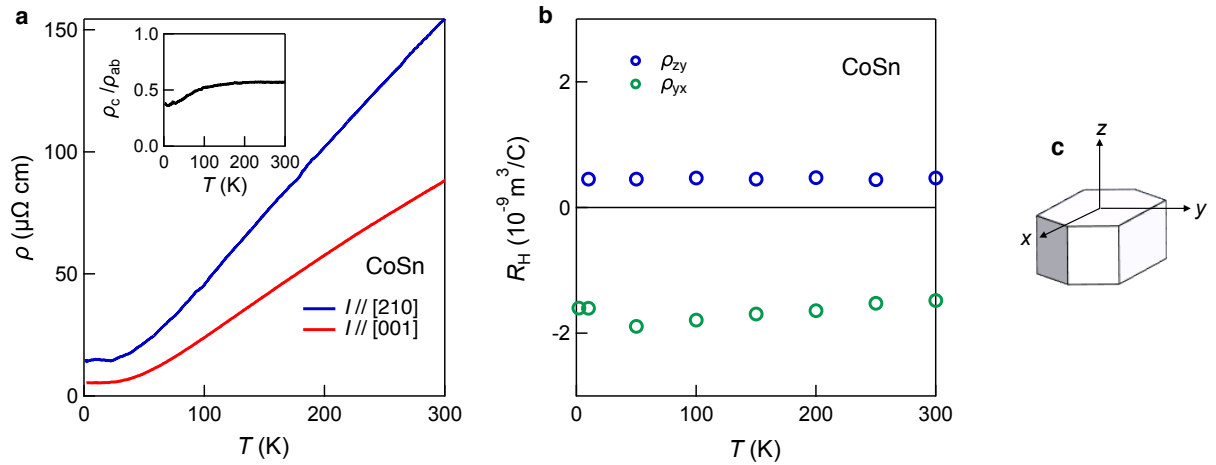 a
150
100
50
0
ρ (μΩ cm)
0
100
200
300
T (K)
1.0
0.5
0.0
ρc /ρab
0
100
200
300
T (K)
CoSn
I // [210]
I // [001]
b
2
0
-2
RH (10⁻⁹ m³/C)
0
100
200
300
T (K)
ρzy
ρyx
CoSn
c
z
y
x